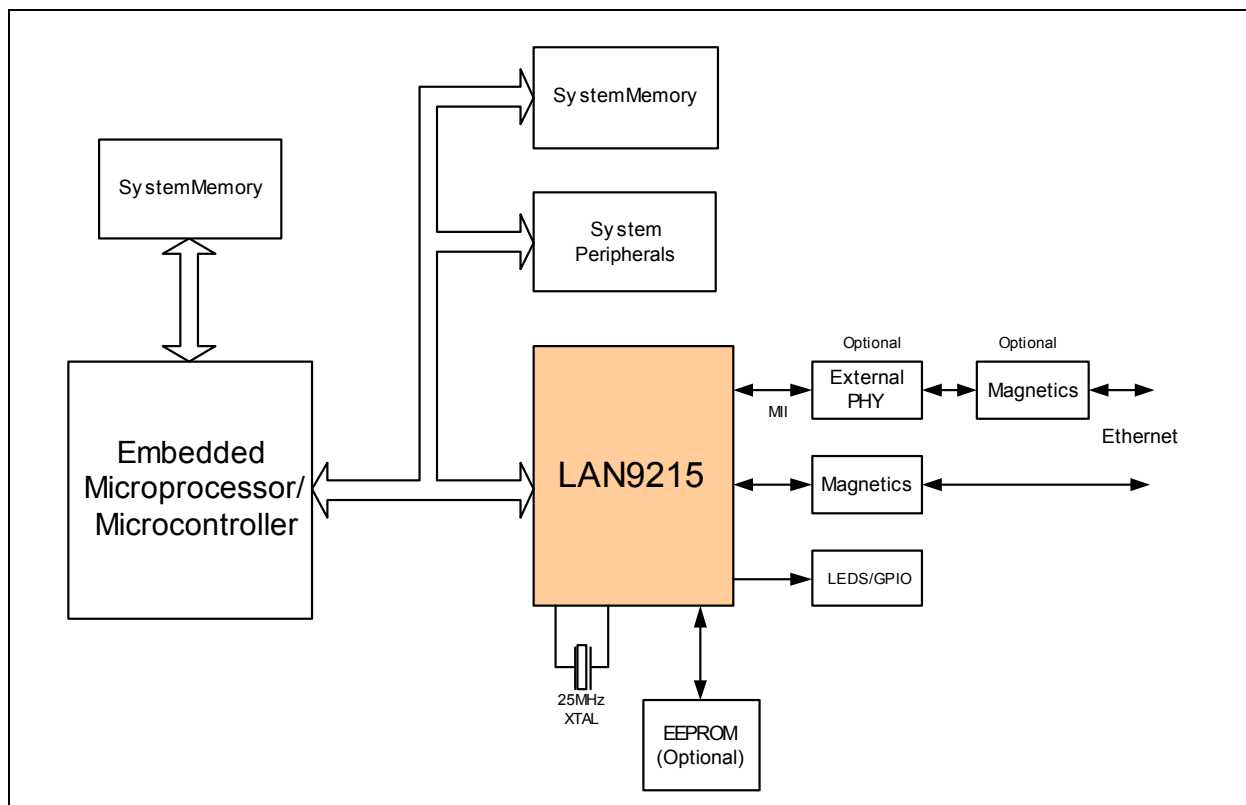 SystemMemory
SystemMemory
System
Peripherals
Embedded
Microprocessor/
Microcontroller
LAN9215
Optional
External
PHY
Optional
Magnetics
MII
Ethernet
Magnetics
LEDS/GPIO
25MHz
XTAL
EEPROM
(Optional)